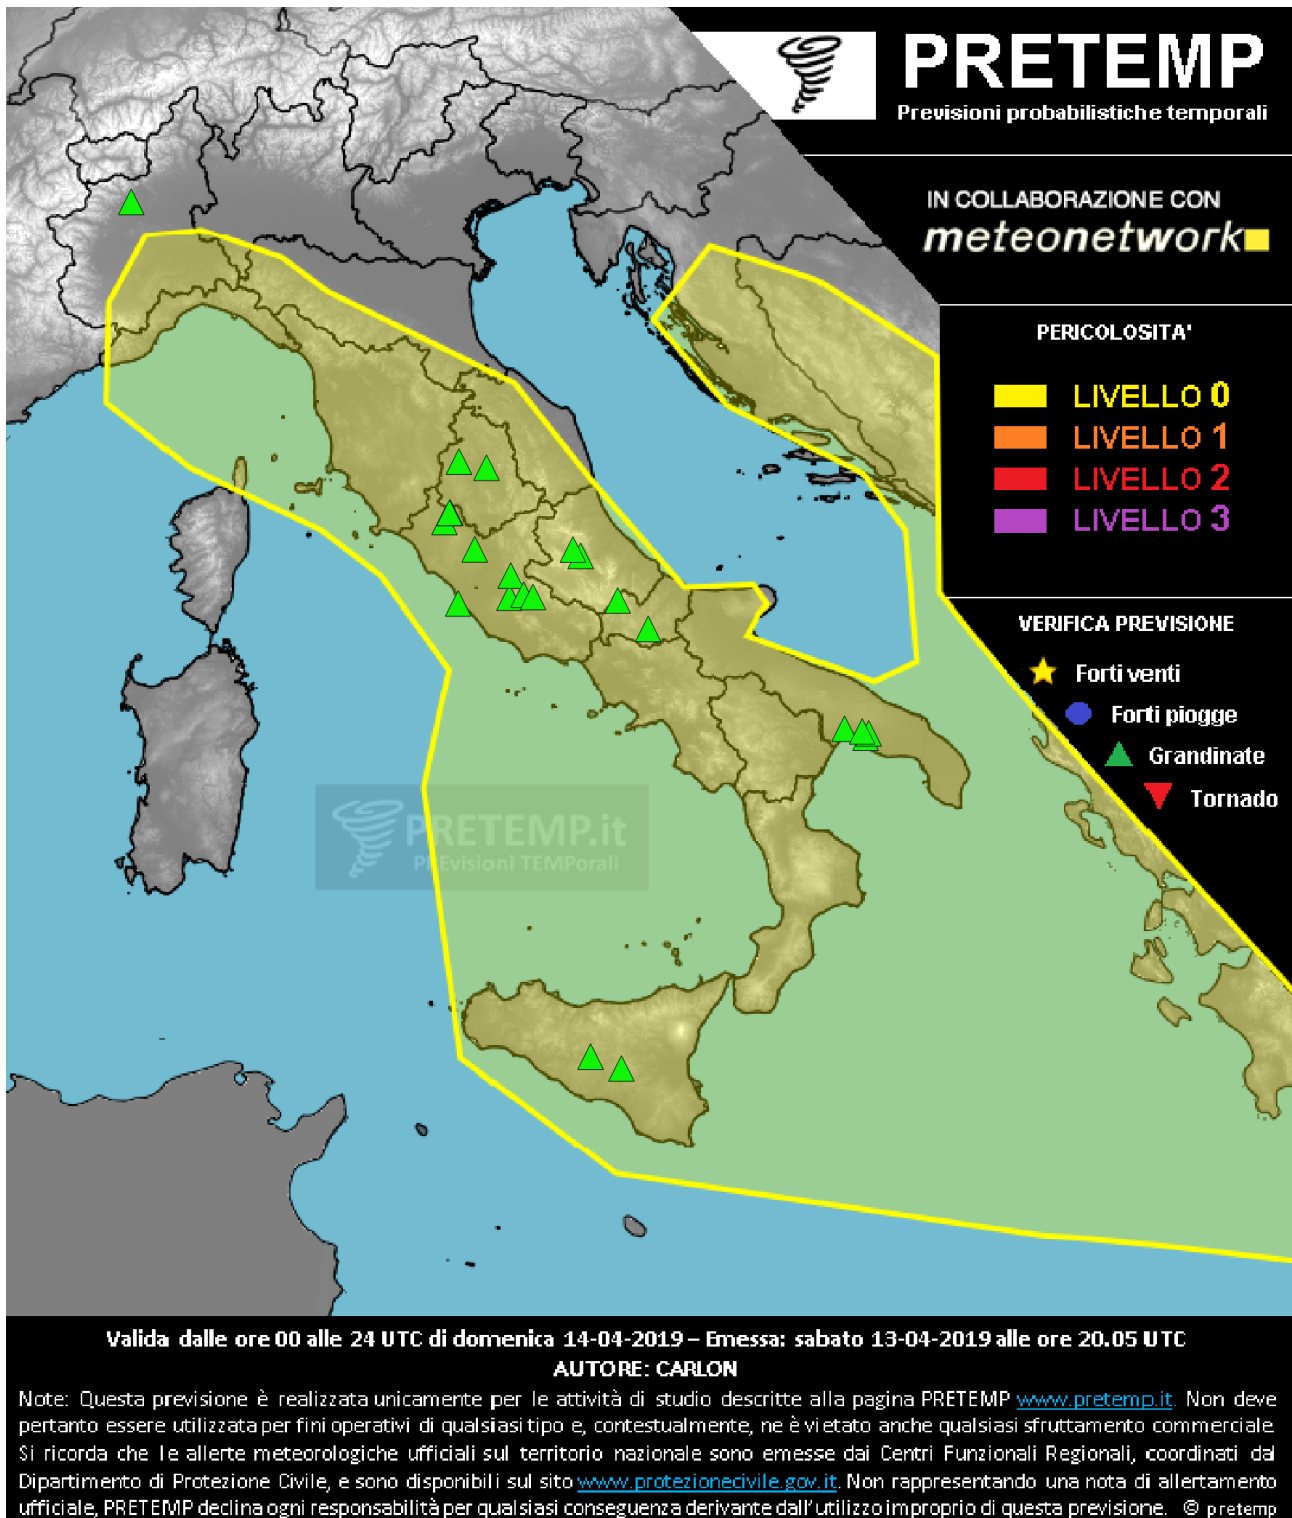 PRETEMP
Previsioni probabilistiche temporali
IN COLLABORAZIONE CON
meteonetwork
PERICOLOSITA'
LIVELLO 0
LIVELLO 1
LIVELLO 2
LIVELLO 3
VERIFICA PREVISIONE
Forti venti
Forti piogge
Grandinate
Tornado
PRETEMP.it
PREvisioni TEMPorali
Valida dalle ore 00 alle 24 UTC di domenica 14-04-2019 – Emessa: sabato 13-04-2019 alle ore 20.05 UTC
AUTORE: CARLON
Note: Questa previsione è realizzata unicamente per le attività di studio descritte alla pagina PRETEMP www.pretemp.it. Non deve
pertanto essere utilizzata per fini operativi di qualsiasi tipo e, contestualmente, ne è vietato anche qualsiasi sfruttamento commerciale.
Si ricorda che le allerte meteorologiche ufficiali sul territorio nazionale sono emesse dai Centri Funzionali Regionali, coordinati dal
Dipartimento di Protezione Civile, e sono disponibili sul sito www.protezionecivile.gov.it. Non rappresentando una nota di allertamento
ufficiale, PRETEMP declina ogni responsabilità per qualsiasi conseguenza derivante dall'utilizzo improprio di questa previsione. © pretemp